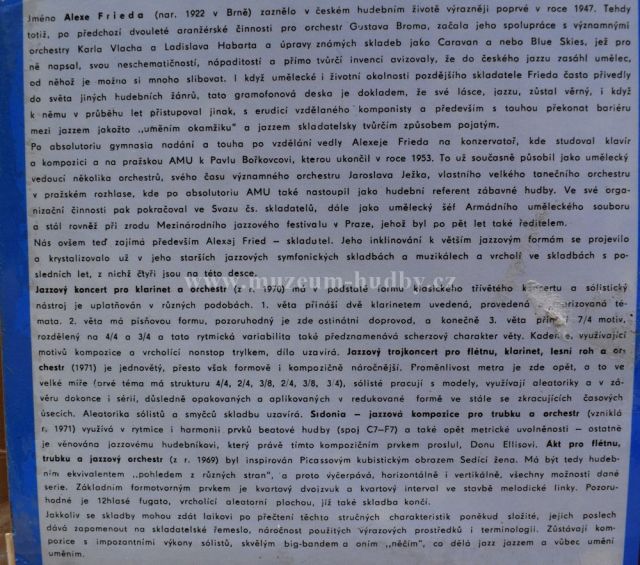 Jméno Alexe Frieda (nar. 1922 v Brně) zaznělo v českém hudebním životě výrazněji poprvé v roce 1947. Tehdy
totiž, po předchozí dvouleté aranžérské činnosti pro orchestr Gustava Broma, začala jeho spolupráce s významnými
orchestry Karla Vlacha a Ladislava Habarta a úpravy známých skladeb jako Caravan a nebo Blue Skies, jež pro
ně napsal, svou neschematičností, nápaditostí a přímo tvůrčí invencí avizovaly, že do českého jazzu zasáhl umělec,
od něhož je možno si mnoho slibovat. I když umělecké i životní okolnosti pozdějšího skladatele Frieda často přivedly
do světa jiných hudebních žánrů, tato gramofonová deska je dokladem, že své lásce, jazzu, zůstal věrný, i když
k němu v průběhu let přistupoval jinak, s erudicí vzdělaného komponisty a především s touhou překonat bariéru
mezi jazzem jakožto „uměním okamžiku" a jazzem skladatelsky tvůrčím způsobem pojatým.
Po absolutoriu gymnasia nadání a touha po vzdělání vedly Alexeje Frieda na konzervatoř, kde studoval klavír
a kompozici a na pražskou AMU k Pavlu Bořkovcovi, kterou ukončil v roce 1953. To už současně působil jako umělecký
vedoucí několika orchestrů, svého času významného orchestru Jaroslava Ježka, vlastního velkého tanečního orchestru
v pražském rozhlase, kde po absolutoriu AMU také nastoupil jako hudební referent zábavné hudby. Ve své orga-
nizační činnosti pak pokračoval ve Svazu čs. skladatelů, dále jako umělecký šéf Armádního uměleckého souboru
a stál rovněž při zrodu Mezinárodního jazzového festivalu v Praze, jehož byl po pět let také ředitelem.
Nás ovšem teď zajímá především Alexej Fried – skladatel. Jeho inklinování k větším jazzovým formám se projevilo
a krystalizovalo už v jeho starších jazzových symfonických skladbách a muzikálech a vrcholí ve skladbách po-
sledních let, z nichž čtyři jsou na této desce.
www.muzeum-hudby.cz
Jazzový koncert pro klarinet a orchestr (z r. 1970) má v podstatě formu klasického třívětého koncertu a sólistický
nástroj je uplatňován v různých podobách. 1. věta přináší dvě klarinetem uvedená, provedená témata. 2. věta má písňovou formu, pozoruhodný je zde ostinátní doprovod, a konečně 3. věta 7/4 motiv,
rozdělený na 4/4 a 3/4 a tato rytmická variabilita také předznamenává scherzový charakter věty. využívající
motivů kompozice a vrcholící nonstop trylkem, dílo uzavírá. Jazzový trojkoncert pro flétnu, klarinet, lesní roh a or-
chestr (1971) je jednovětý, přesto však formově i kompozičně náročnější. Proměnlivost metra je zde opět, a to ve
velké míře (orvé téma má strukturu 4/4, 2/4, 3/8, 2/4, 3/8, 3/4), sólisté pracují s modely, využívají aleatoriky a v zá-
věru dokonce i sérií, důsledně opakovaných a aplikovaných v redukované formě ve stále se zkracujících časových
úsecích. Aleatorika sólistů a smyčců skladbu uzavírá. Sidonia – jazzová kompozice pro trubku a orchestr (vzniklá
r. 1971) využívá v rytmice i harmonii prvků beatové hudby (spoj C7–F7) a také opět metrické uvolněnosti – ostatně
je věnována jazzovému hudebníkovi, který právě tímto kompozičním prvkem proslul, Donu Ellisovi. Akt pro flétnu,
trubku a jazzový orchestr (z r. 1969) byl inspirován Picassovým kubistickým obrazem Sedící žena. Má být tedy hudeb-
ním ekvivalentem „pohledem z různých stran", a proto vyčerpává, horizontálně i vertikálně, všechny možnosti dané
serie. Základním formotvorným prvkem je kvartový dvojzvuk a kvartový interval ve stavbě melodické linky. Pozoru-
hodné je 12hlasé fugato, vrcholící aleatorní plochou, jíž také skladba končí.
Jakkoliv se skladby mohou zdát laikovi po přečtení těchto stručných charakteristik poněkud složité, jejich poslech
dává zapomenout na skladatelské řemeslo, náročnost použitých výrazových prostředků i terminologii. Zůstávají kom-
pozice s impozantními výkony sólistů, skvělým big-bandem a oním „něčím", co dělá jazz jazzem a vůbec umění
uměním.